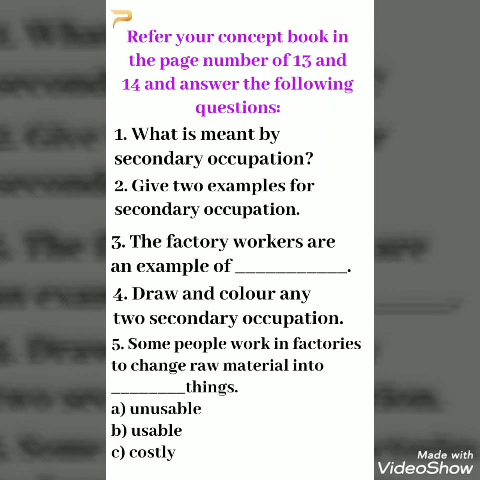 Refer your concept book in
the page number of 13 and
14 and answer the following
questions:
1. What is meant by
secondary occupation?
2. Give two examples for
secondary occupation.
3. The factory workers are
an example of ____________.
4. Draw and colour any
two secondary occupation.
5. Some people work in factories
to change raw material into
________things.
a) unusable
b) usable
c) costly
Made with
VideoShow